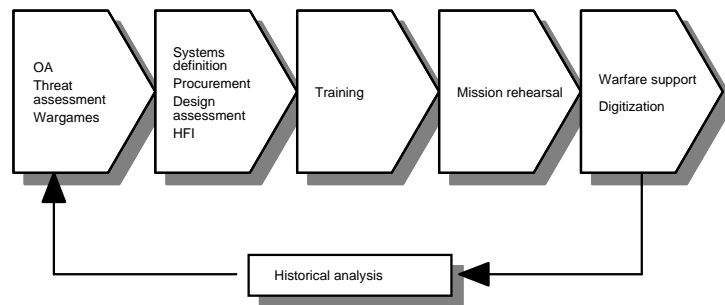 OA
Threat
assessment
Wargames
Systems
definition
Procurement
Design
assessment
HFI
Training
Mission rehearsal
Warfare support
Digitization
Historical analysis